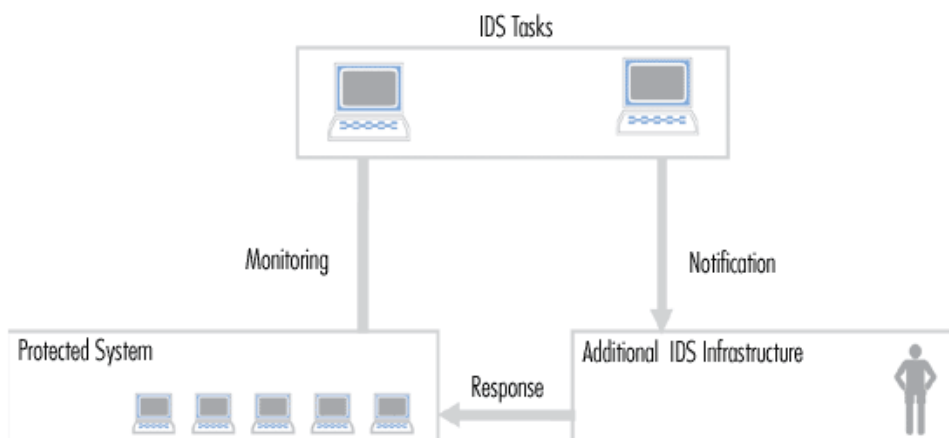 IDS Tasks
Monitoring
Notification
Protected System
Additional IDS Infrastructure
Response